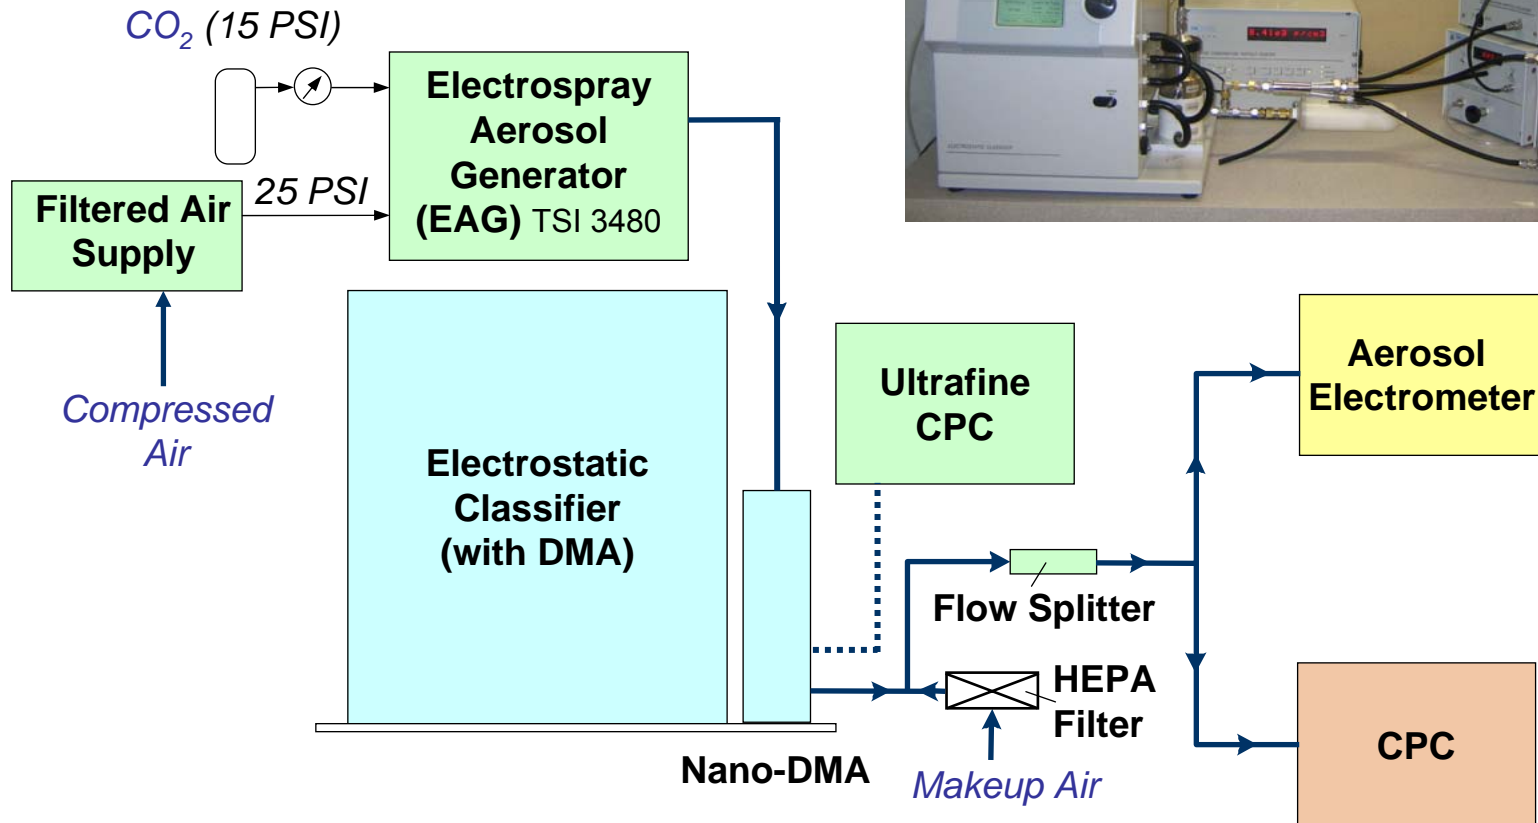 CO2 (15 PSI)
Electrospray
Aerosol
Generator
(EAG) TSI 3480
25 PSI
Filtered Air
Supply
Compressed
Air
Electrostatic
Classifier
(with DMA)
Ultrafine
CPC
Aerosol
Electrometer
Flow Splitter
HEPA
Filter
CPC
Nano-DMA
Makeup Air